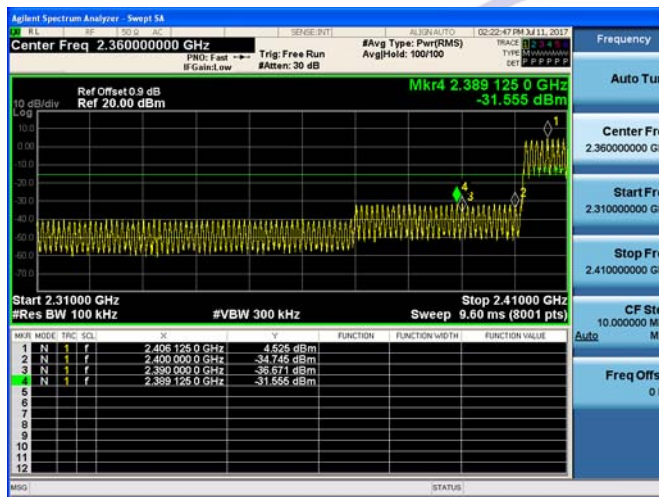 Agilent Spectrum Analyzer - Swept SA
RL RF 50 Ω AC SENSE:INT ALIGN AUTO 02:22:47 PM Jul 11, 2017
Center Freq 2.360000000 GHz
PNO: Fast
IFGain:Low
Trig: Free Run
#Atten: 30 dB
#Avg Type: Pwr(RMS)
Avg|Hold: 100/100
TRACE 1 2 3 4 5 6
TYPE M
DET P P P P P P
Ref Offset 0.9 dB
10 dB/div Ref 20.00 dBm
Log
Mkr4 2.389 125 0 GHz
-31.555 dBm
10.0
0.00
-10.0
-20.0
-30.0
-40.0
-50.0
-60.0
-70.0
1
2
3
4
Start 2.31000 GHz Stop 2.41000 GHz
#Res BW 100 kHz #VBW 300 kHz Sweep 9.60 ms (8001 pts)
MKR MODE TRC SCL X Y FUNCTION FUNCTION WIDTH FUNCTION VALUE
1 N 1 f 2.406 125 0 GHz 4.525 dBm
2 N 1 f 2.400 000 0 GHz -34.745 dBm
3 N 1 f 2.390 000 0 GHz -36.671 dBm
4 N 1 f 2.389 125 0 GHz -31.555 dBm
5
6
7
8
9
10
11
12
MSG STATUS
Frequency
Auto Tu
Center Fr
2.360000000 G
Start Fr
2.310000000 G
Stop Fr
2.410000000 G
CF Ste
10.000000 M
Auto M
Freq Offs
0